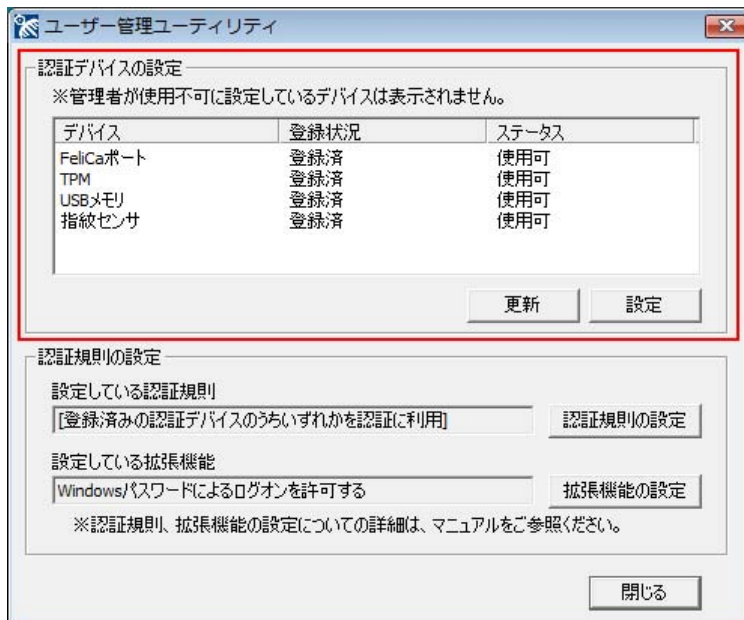 ユーザー管理ユーティリティ
認証デバイスの設定
※管理者が使用不可に設定しているデバイスは表示されません。
デバイス 登録状況 ステータス
FeliCaポート 登録済 使用可
TPM 登録済 使用可
USBメモリ 登録済 使用可
指紋センサ 登録済 使用可
更新 設定
認証規則の設定
設定している認証規則
[登録済みの認証デバイスのうちいずれかを認証に利用] 認証規則の設定
設定している拡張機能
Windowsパスワードによるログオンを許可する 拡張機能の設定
※認証規則、拡張機能の設定についての詳細は、マニュアルをご参照ください。
閉じる